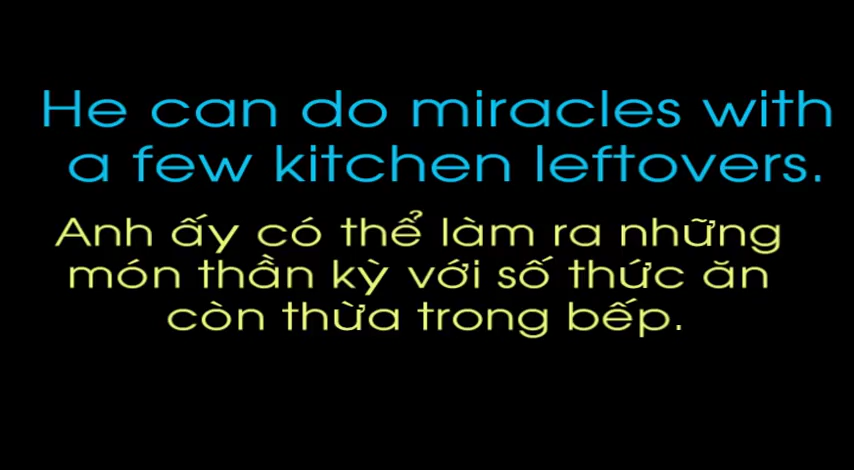 He can do miracles with
a few kitchen leftovers.
Anh ấy có thể làm ra những
món thần kỳ với số thức ăn
còn thừa trong bếp.